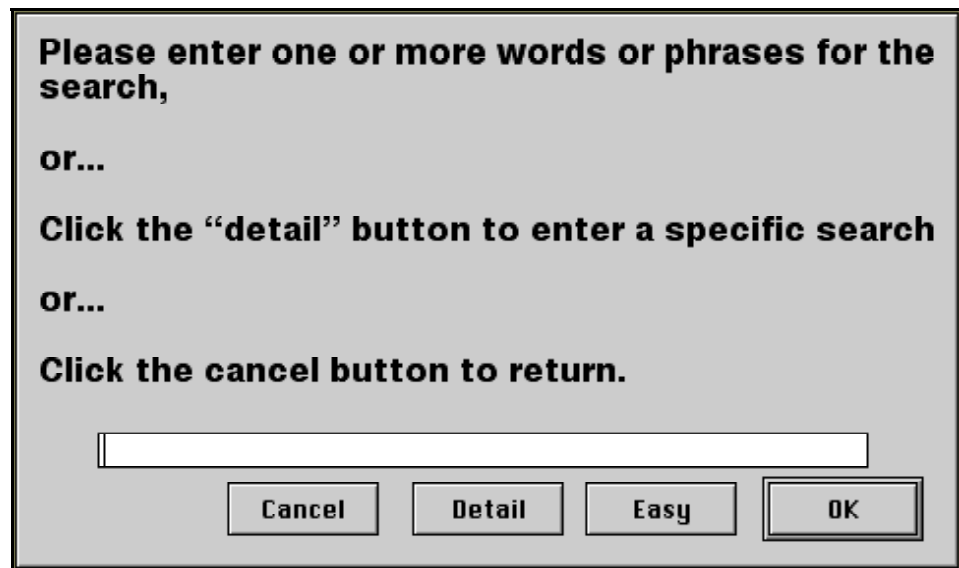 Please enter one or more words or phrases for the
search,
or...
Click the “detail” button to enter a specific search
or...
Click the cancel button to return.
Cancel Detail Easy OK